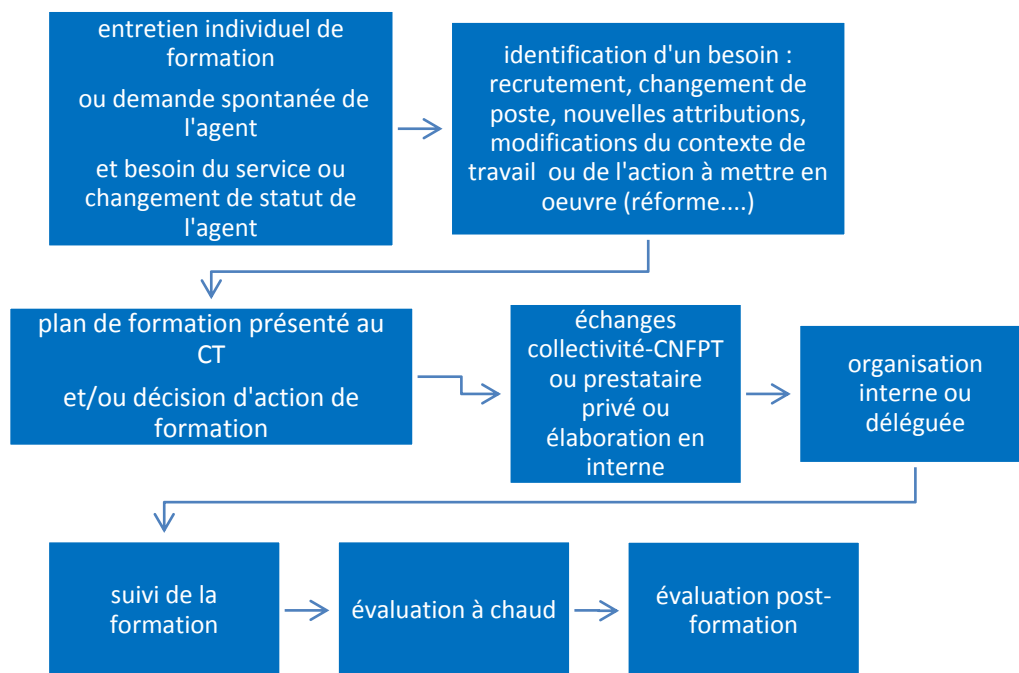 entretien individuel de
formation
ou demande spontanée de
l'agent
et besoin du service ou
changement de statut de
l'agent
identification d'un besoin :
recrutement, changement de
poste, nouvelles attributions,
modifications du contexte de
travail ou de l'action à mettre en
oeuvre (réforme....)
plan de formation présenté au
CT
et/ou décision d'action de
formation
échanges
collectivité-CNFPT
ou prestataire
privé ou
élaboration en
interne
organisation
interne ou
déléguée
suivi de la
formation
évaluation à chaud
évaluation post-
formation